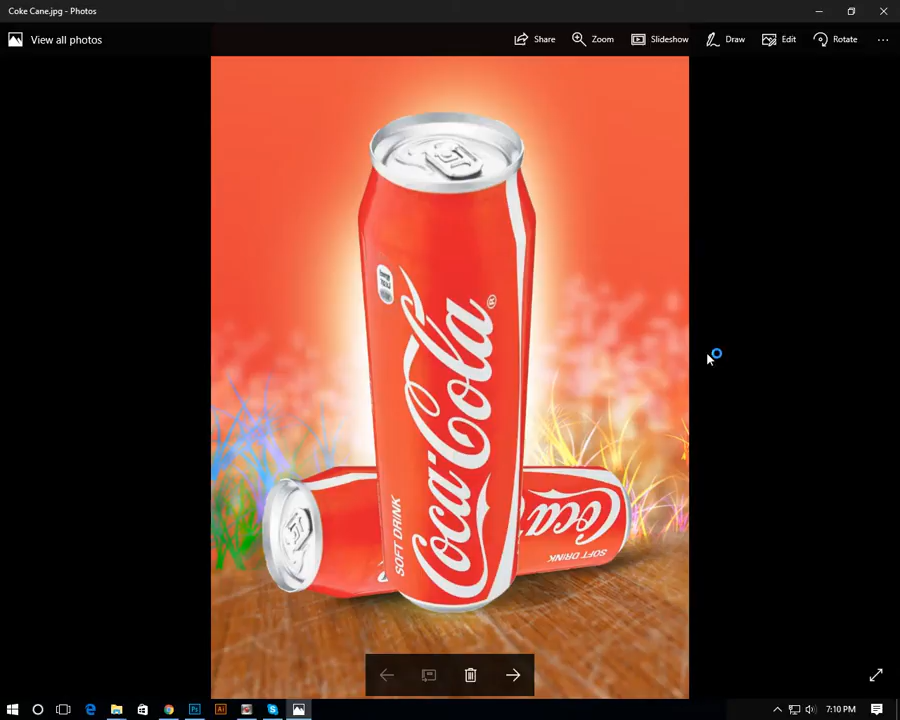 Coke Cane.jpg - Photos
View all photos
Share
Zoom
Slideshow
Draw
Edit
Rotate
Coca-Cola
®
SOFT DRINK
Coca
SOFT DRINK
7:10 PM